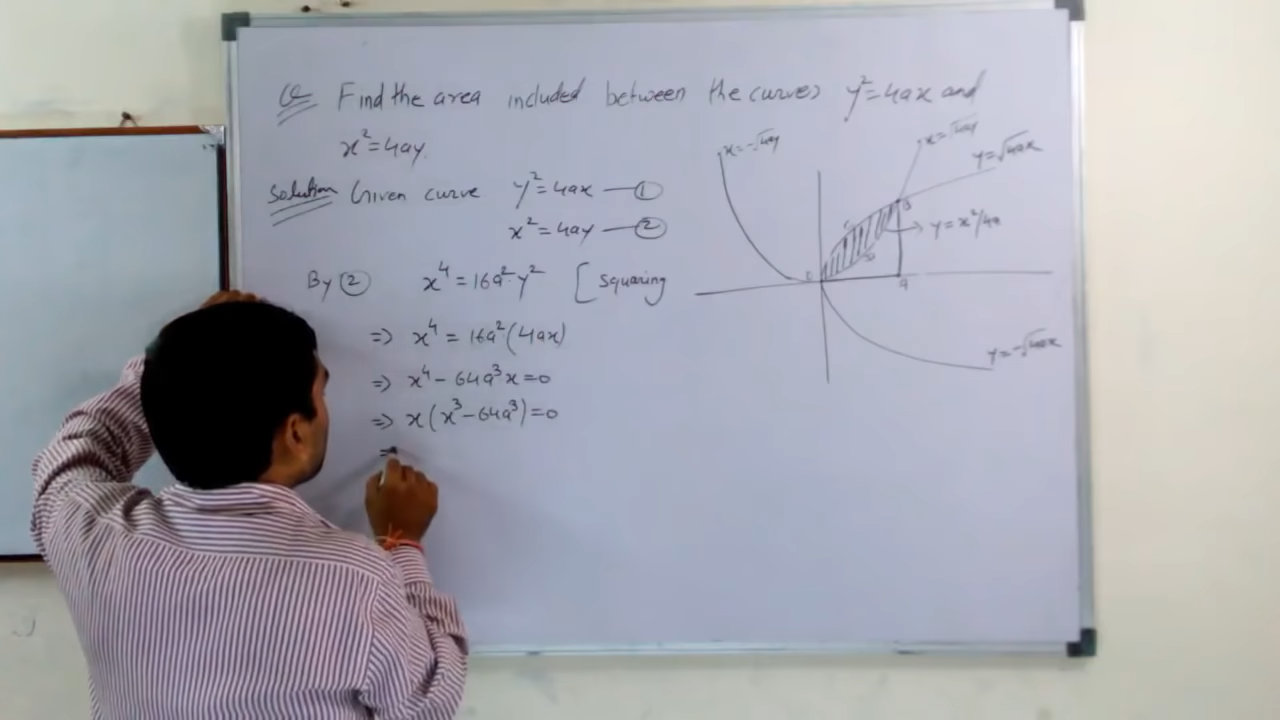 Q Find the area included between the curves y²=4ax and
x²=4ay.
Solution Given curve y²=4ax —①
x²=4ay —②
By ② x⁴=16a²y² [squaring
=> x⁴=16a²(4ax)
=> x⁴-64a³x=0
=> x(x³-64a³)=0
=>
x=-√4ay
x=√4ay
y=√4ax
B
C
y=x²/4a
D
O
A
y=-√4ax